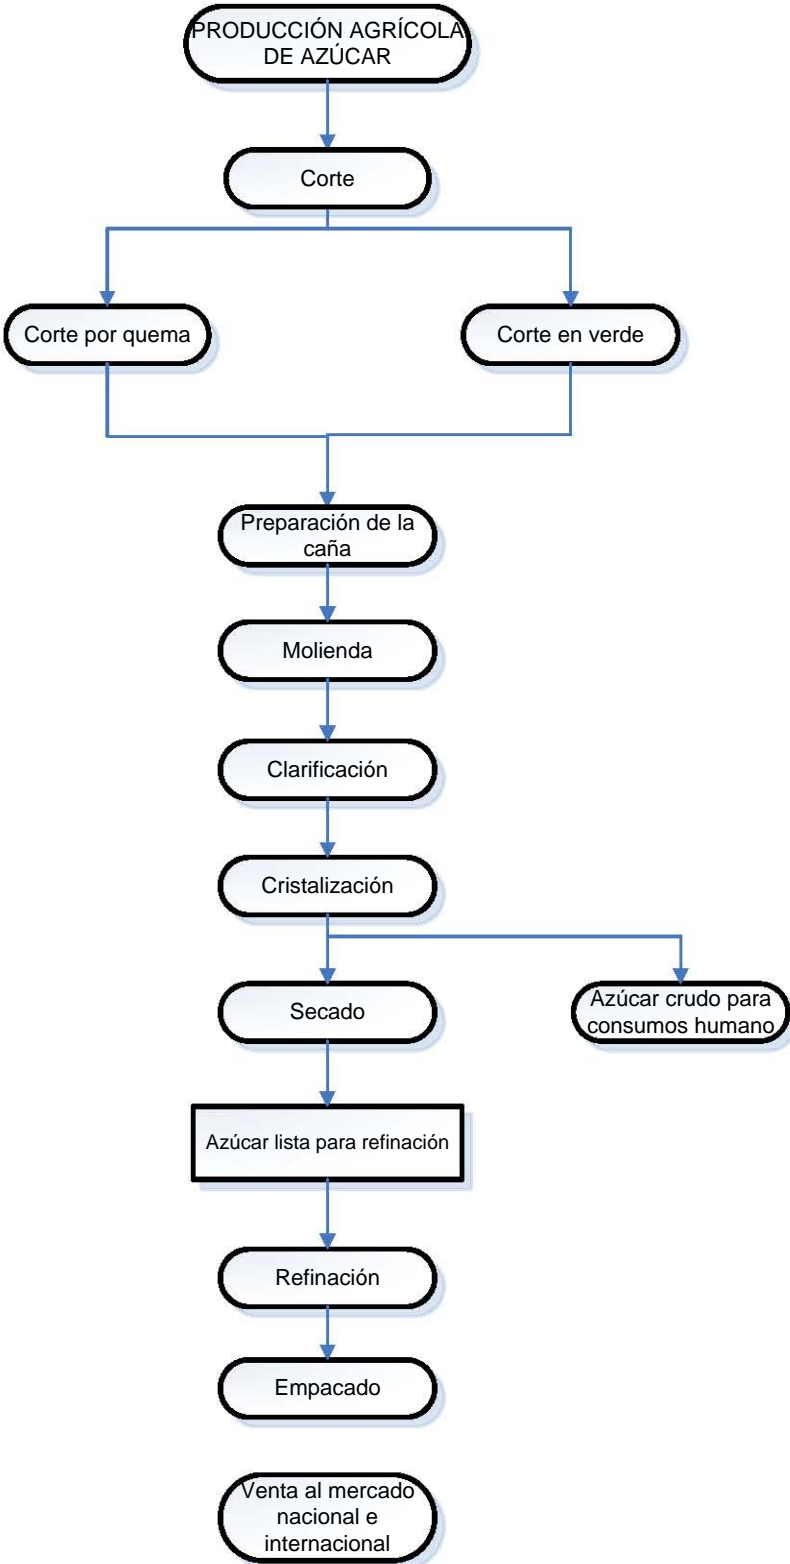 PRODUCCIÓN AGRÍCOLA
DE AZÚCAR
Corte
Corte por quema
Corte en verde
Preparación de la
caña
Molienda
Clarificación
Cristalización
Secado
Azúcar crudo para
consumos humano
Azúcar lista para refinación
Refinación
Empacado
Venta al mercado
nacional e
internacional